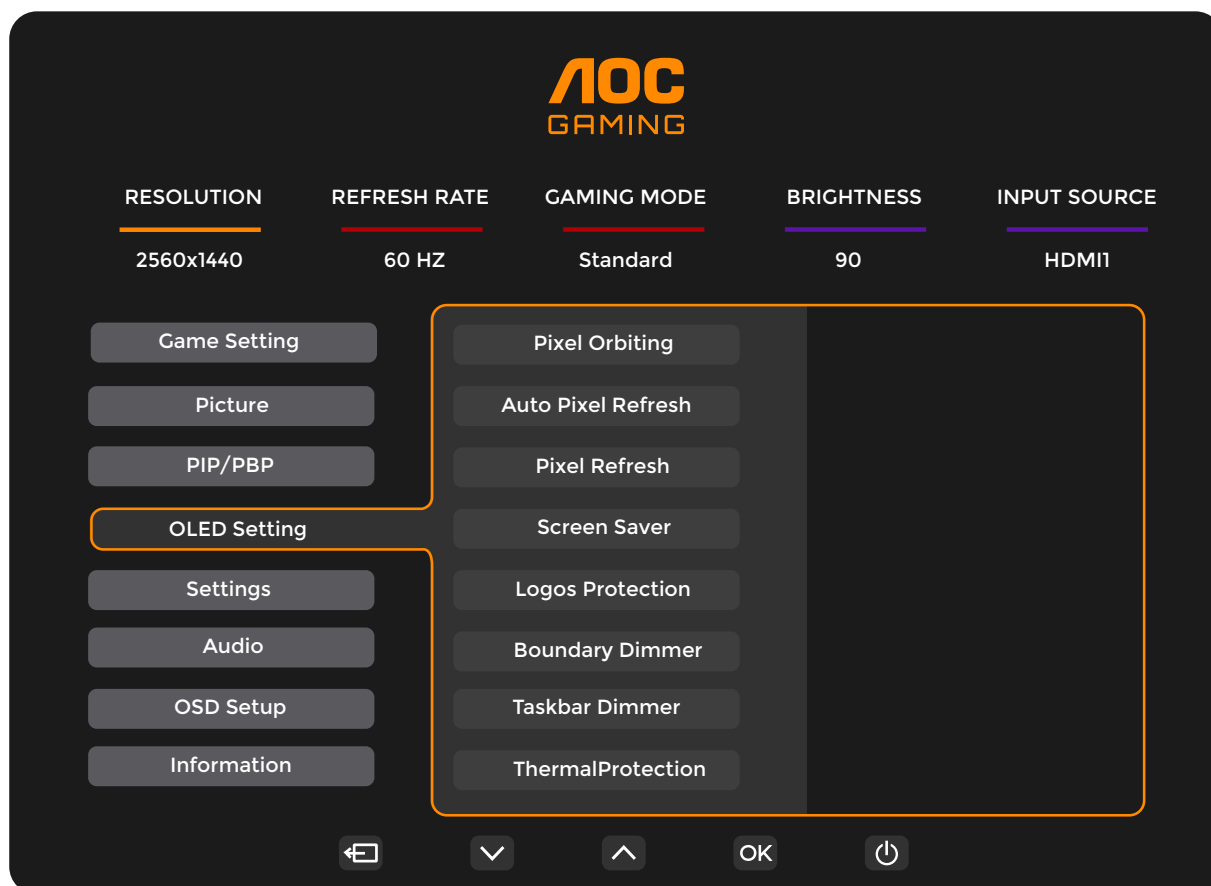 AOC
GAMING
RESOLUTION REFRESH RATE GAMING MODE BRIGHTNESS INPUT SOURCE
2560x1440 60 HZ Standard 90 HDMI1
Game Setting
Picture
PIP/PBP
OLED Setting
Settings
Audio
OSD Setup
Information
Pixel Orbiting
Auto Pixel Refresh
Pixel Refresh
Screen Saver
Logos Protection
Boundary Dimmer
Taskbar Dimmer
ThermalProtection
OK